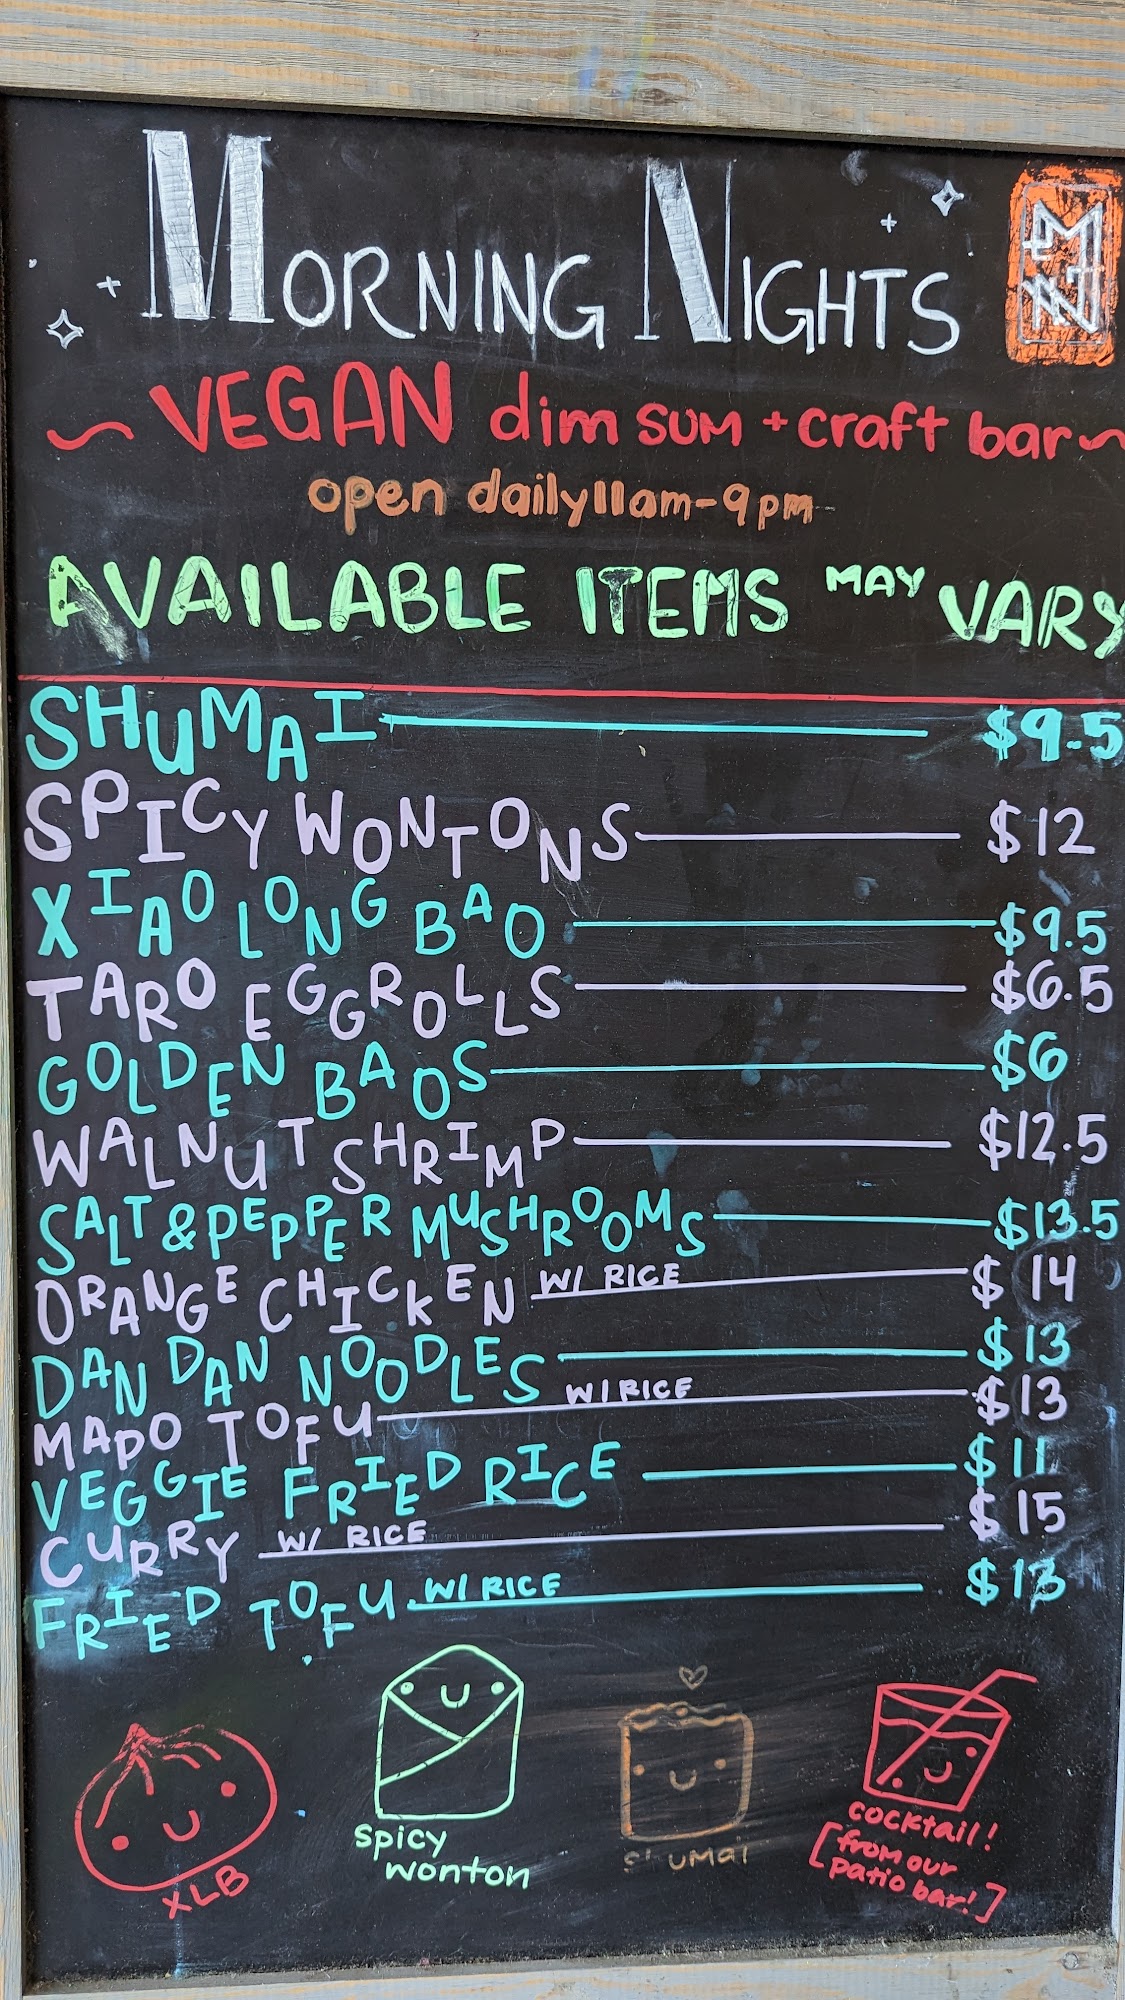 MORNING NIGHTS
MN
~ VEGAN dim sum + craft bar ~
open daily 11am-9pm
AVAILABLE ITEMS MAY VARY
SHUMAI $9.5
SPICY WONTONS $12
XIAO LONG BAO $9.5
TARO EGGROLLS $6.5
GOLDEN BAOS $6
WALNUT SHRIMP $12.5
SALT & PEPPER MUSHROOMS $13.5
ORANGE CHICKEN W/ RICE $14
DAN DAN NOODLES $13
MAPO TOFU W/ RICE $13
VEGGIE FRIED RICE $11
CURRY W/ RICE $15
FRIED TOFU W/ RICE $13
XLB
spicy
wonton
shumai
cocktail!
[from our
patio bar!]